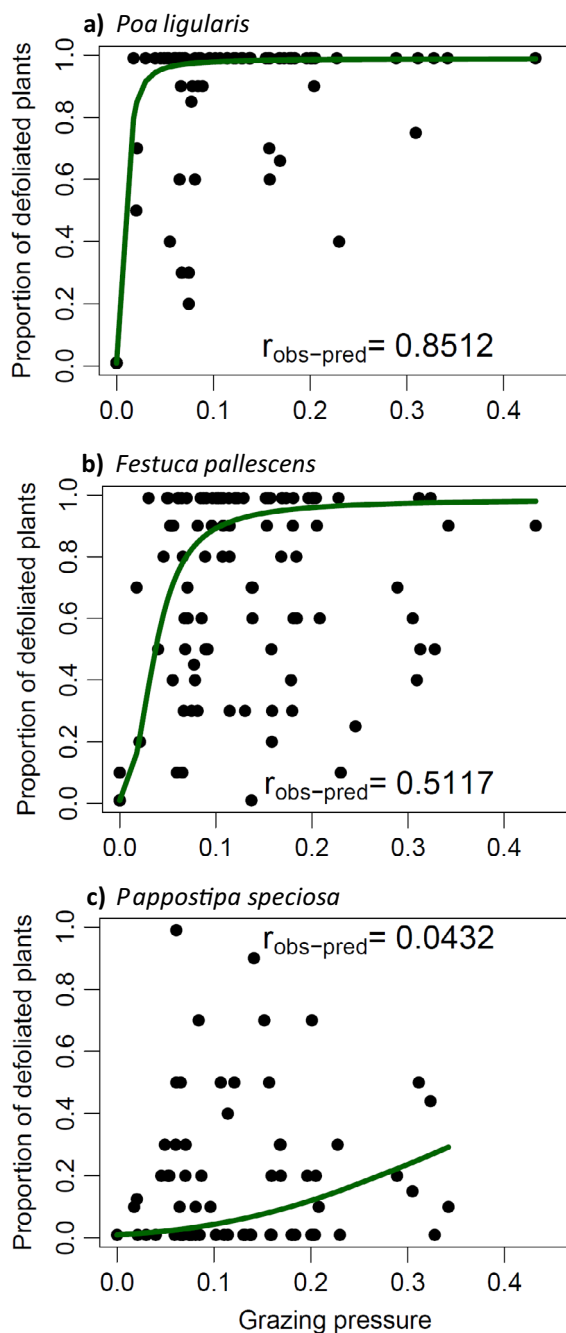 a) Poa ligularis
Proportion of defoliated plants
0.0 0.2 0.4 0.6 0.8 1.0
r_obs−pred= 0.8512
0.0 0.1 0.2 0.3 0.4
b) Festuca pallescens
Proportion of defoliated plants
0.0 0.2 0.4 0.6 0.8 1.0
r_obs−pred= 0.5117
0.0 0.1 0.2 0.3 0.4
c) Pappostipa speciosa
Proportion of defoliated plants
0.0 0.2 0.4 0.6 0.8 1.0
r_obs−pred= 0.0432
0.0 0.1 0.2 0.3 0.4
Grazing pressure